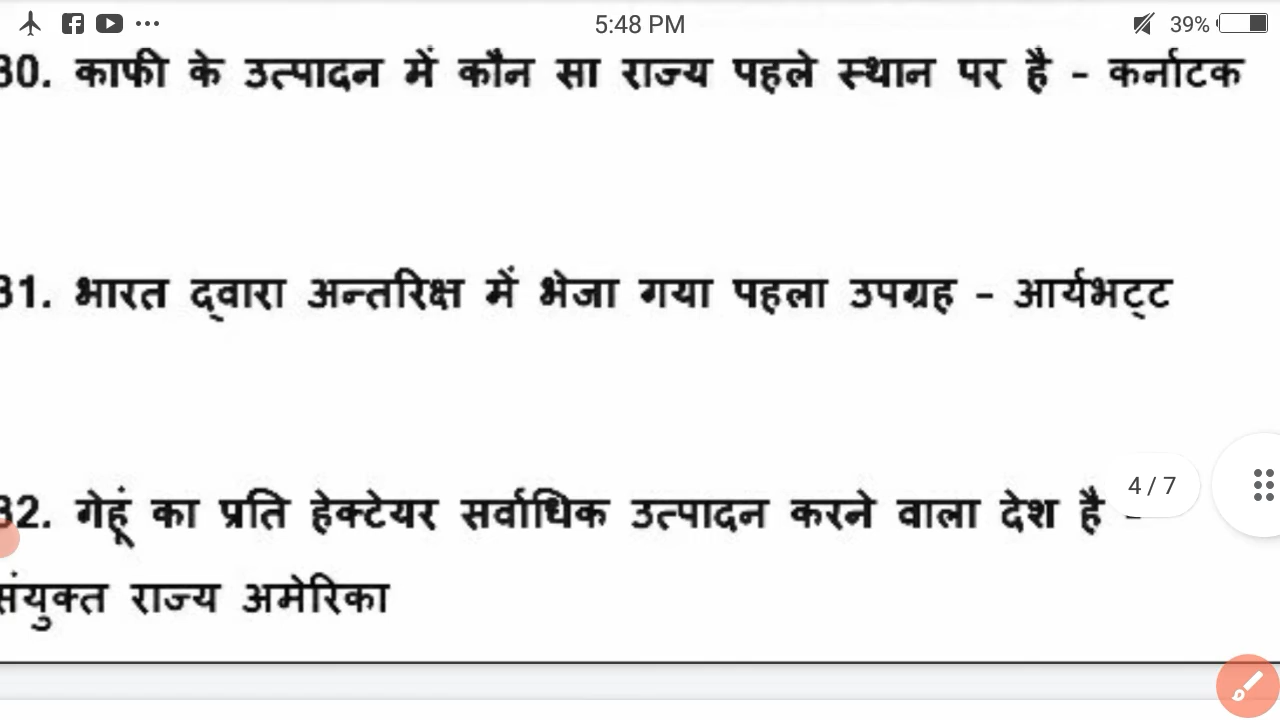 5:48 PM
39%
30. काफी के उत्पादन में कौन सा राज्य पहले स्थान पर है - कर्नाटक
31. भारत द्वारा अन्तरिक्ष में भेजा गया पहला उपग्रह - आर्यभट्ट
32. गेहूं का प्रति हेक्टेयर सर्वाधिक उत्पादन करने वाला देश है -
4 / 7
संयुक्त राज्य अमेरिका